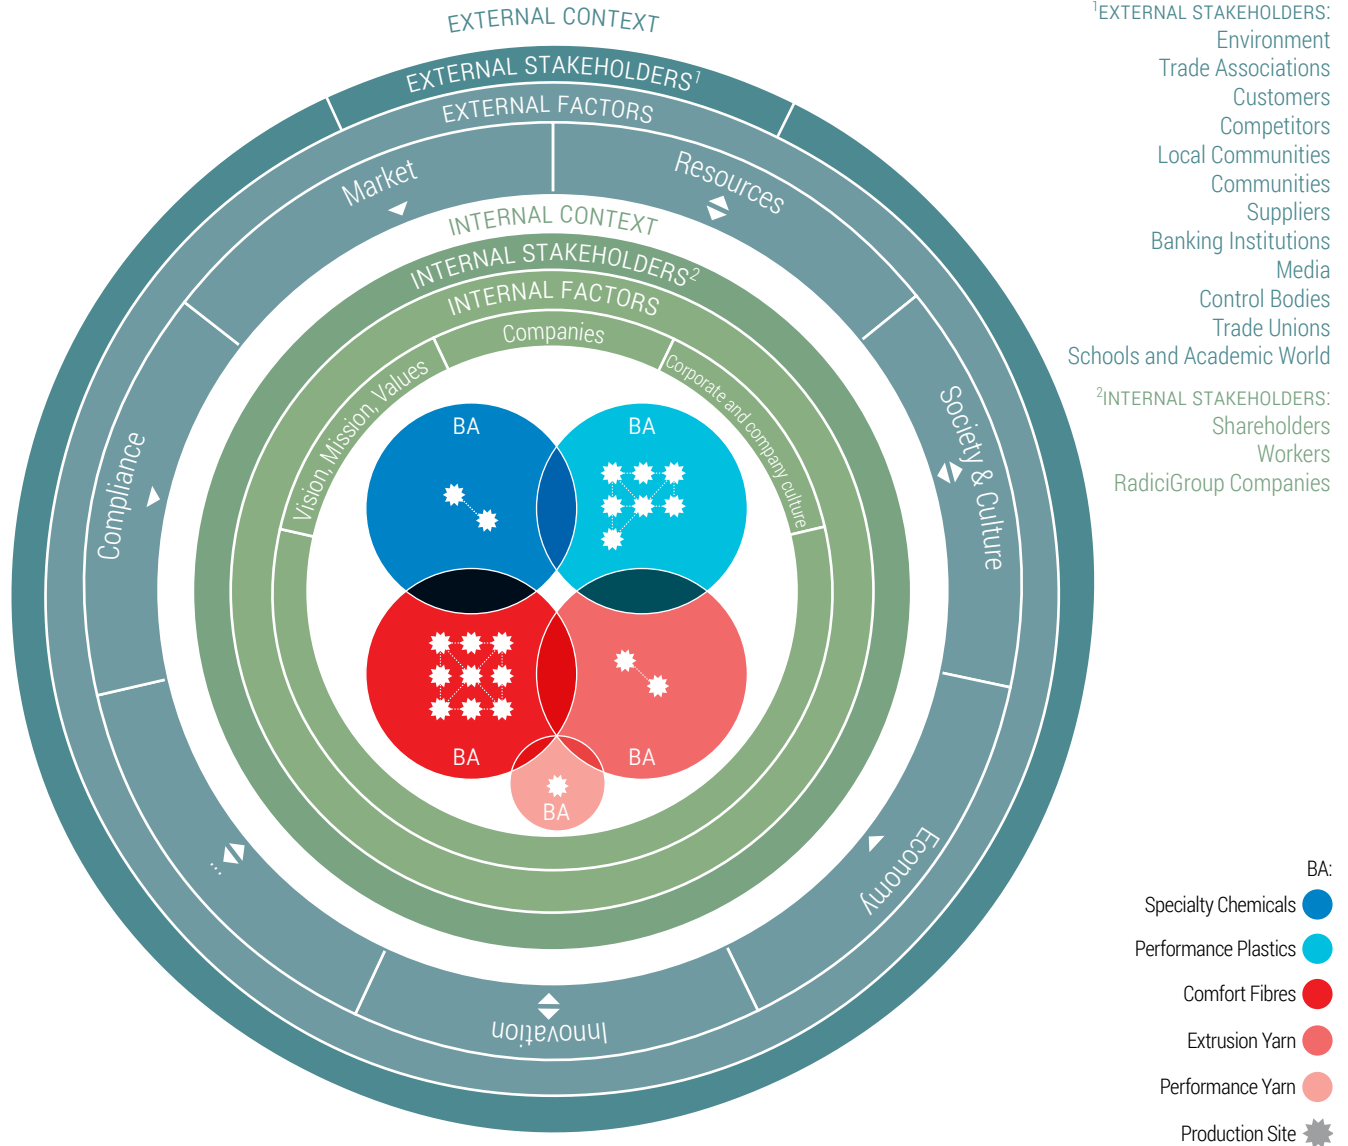 EXTERNAL CONTEXT
EXTERNAL STAKEHOLDERS¹
EXTERNAL FACTORS
Market
Resources
Society & Culture
Economy
Innovation
...
Compliance
INTERNAL CONTEXT
INTERNAL STAKEHOLDERS²
INTERNAL FACTORS
Vision, Mission, Values
Companies
Corporate and company culture
BA
BA
BA
BA
BA
¹EXTERNAL STAKEHOLDERS:
Environment
Trade Associations
Customers
Competitors
Local Communities
Communities
Suppliers
Banking Institutions
Media
Control Bodies
Trade Unions
Schools and Academic World
²INTERNAL STAKEHOLDERS:
Shareholders
Workers
RadiciGroup Companies
BA:
Specialty Chemicals
Performance Plastics
Comfort Fibres
Extrusion Yarn
Performance Yarn
Production Site